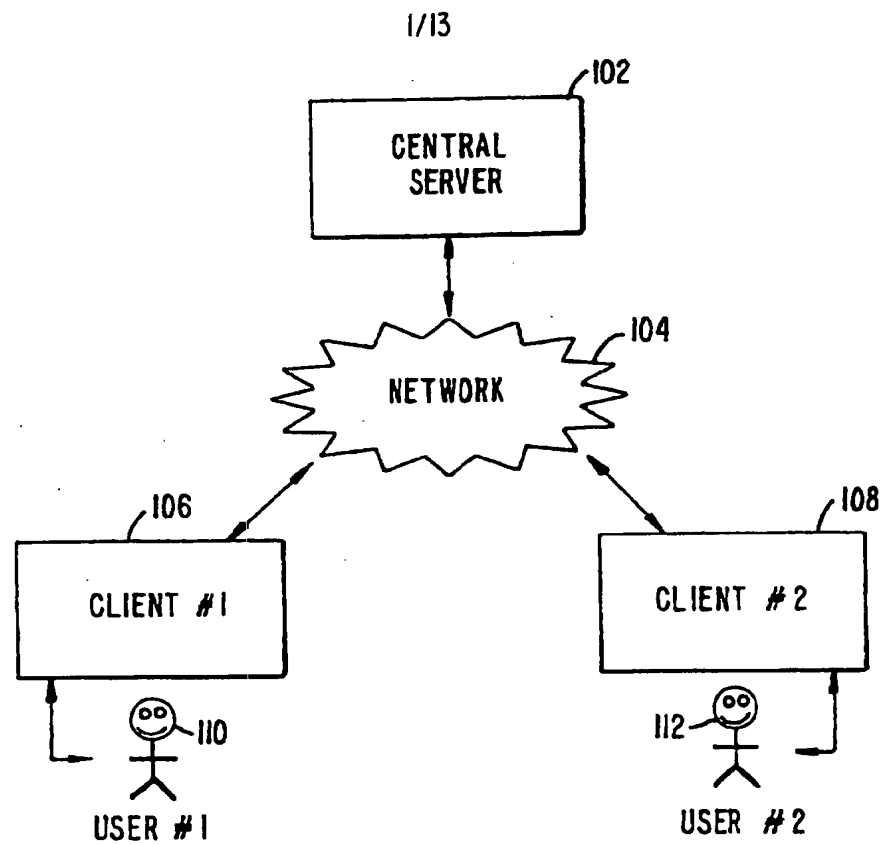 1/13
102
CENTRAL
SERVER
104
NETWORK
106
108
CLIENT #1
CLIENT #2
110
112
USER #1
USER #2